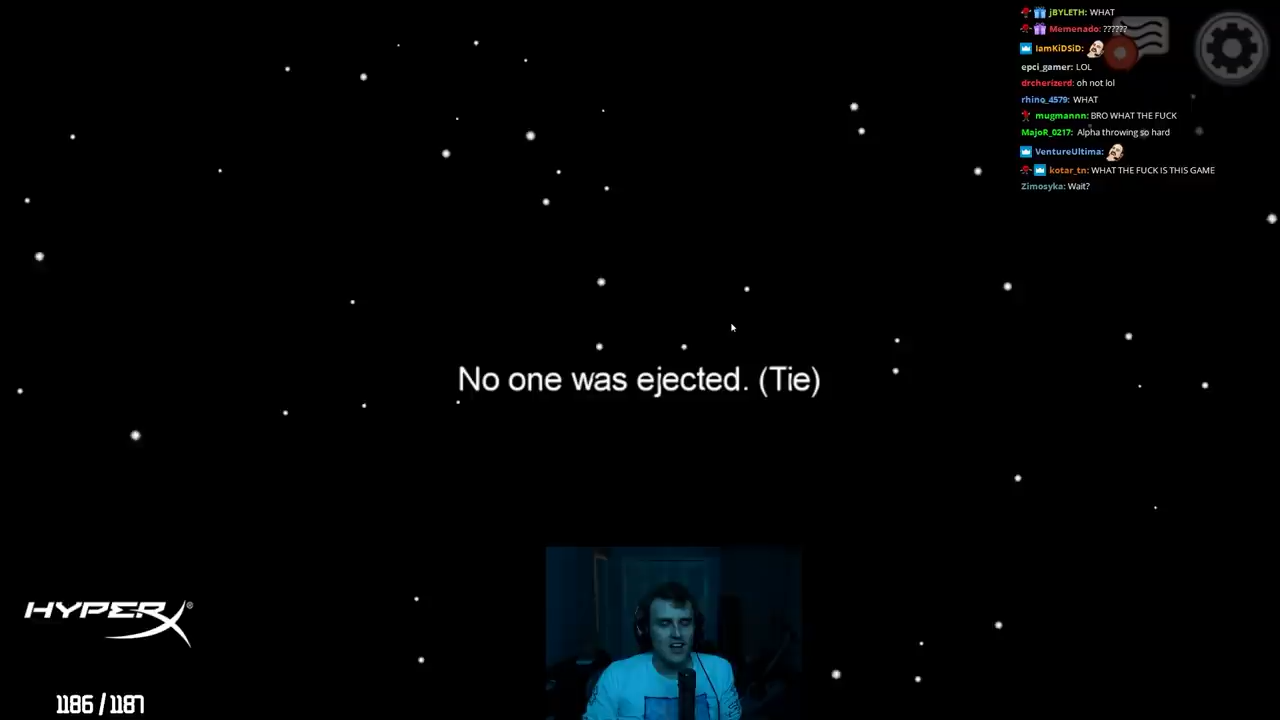 jBYLETH: WHAT
Memenado: ??????
IamKiDSiD:
epci_gamer: LOL
drcherizerd: oh not lol
rhino_4579: WHAT
mugmannn: BRO WHAT THE FUCK
MajoR_0217: Alpha throwing so hard
VentureUltima:
kotar_tn: WHAT THE FUCK IS THIS GAME
Zimosyka: Wait?
No one was ejected. (Tie)
HYPERX®
1186 / 1187